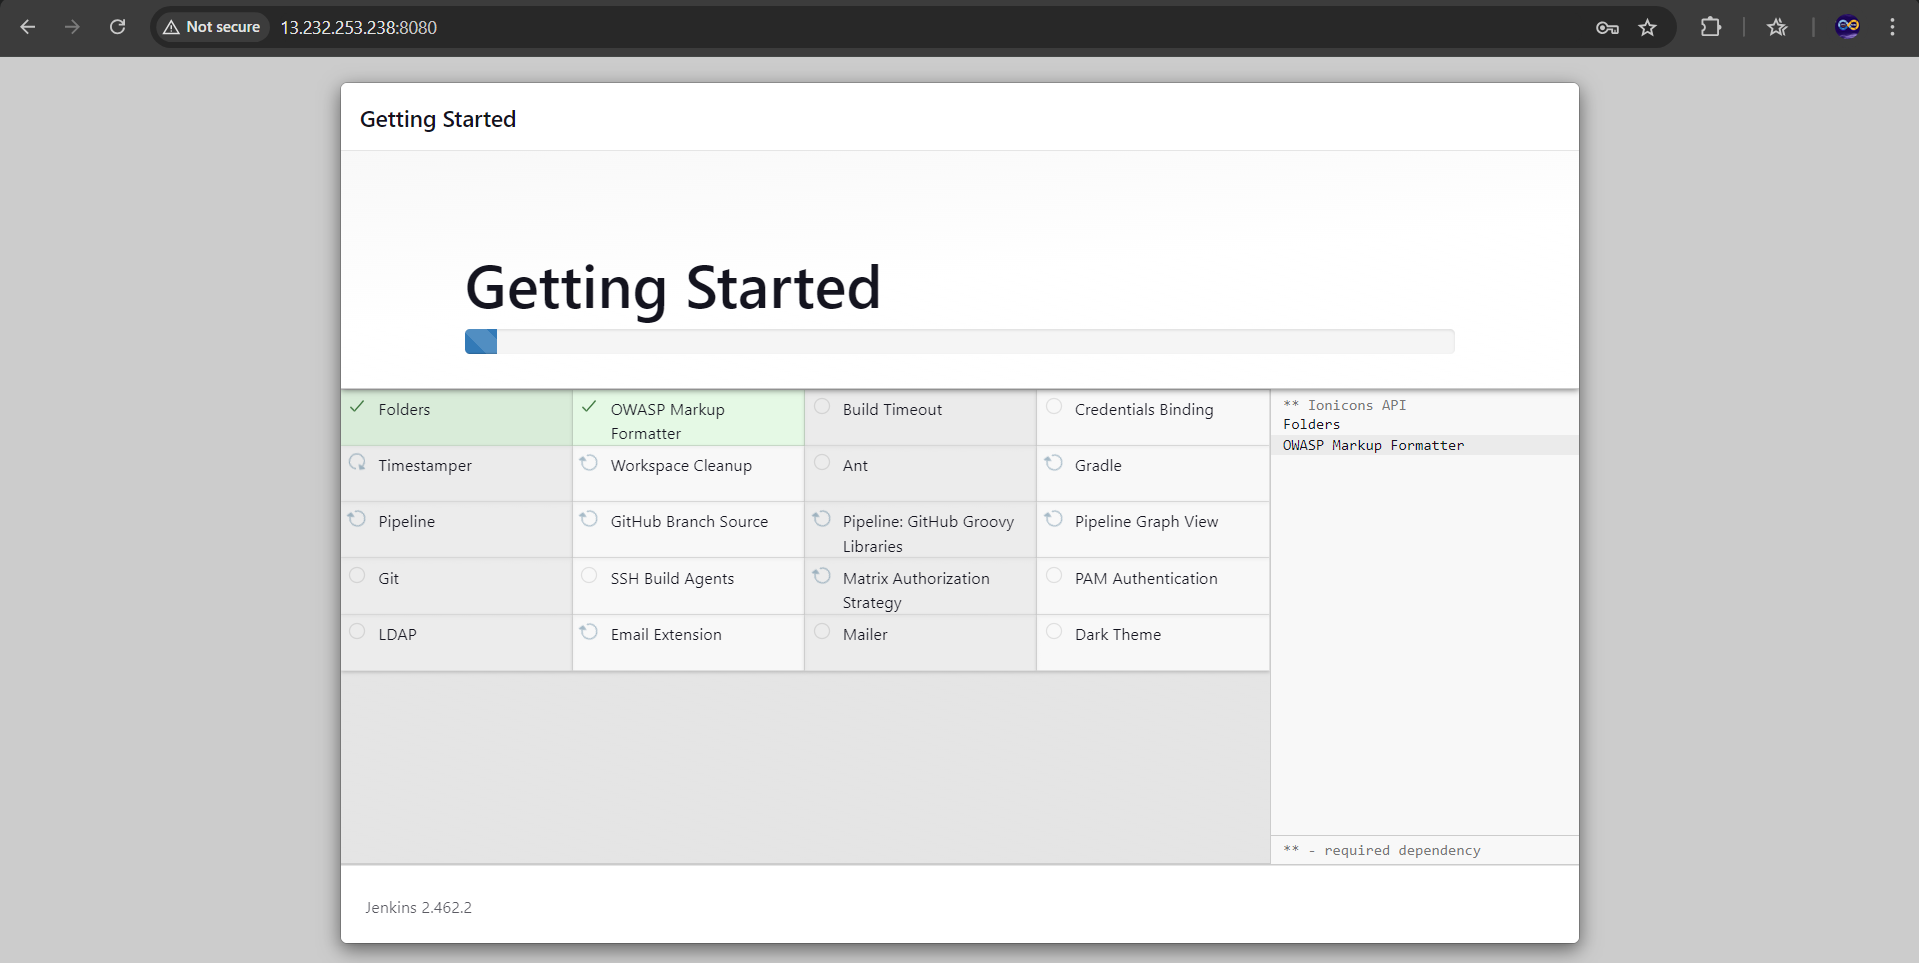 Not secure
13.232.253.238:8080
Getting Started
Getting Started
Folders
OWASP Markup
Formatter
Build Timeout
Credentials Binding
Timestamper
Workspace Cleanup
Ant
Gradle
Pipeline
GitHub Branch Source
Pipeline: GitHub Groovy
Libraries
Pipeline Graph View
Git
SSH Build Agents
Matrix Authorization
Strategy
PAM Authentication
LDAP
Email Extension
Mailer
Dark Theme
** Ionicons API
Folders
OWASP Markup Formatter
** - required dependency
Jenkins 2.462.2